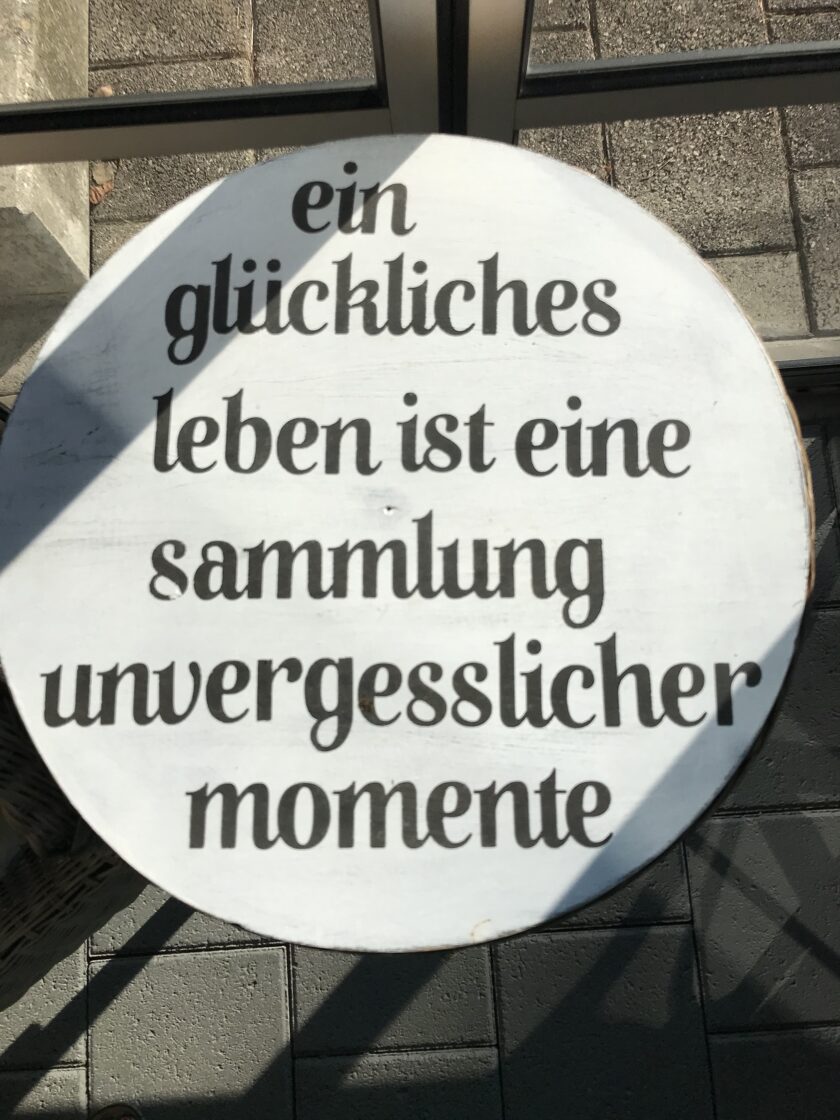 ein
glückliches
leben ist eine
sammlung
unvergesslicher
momente